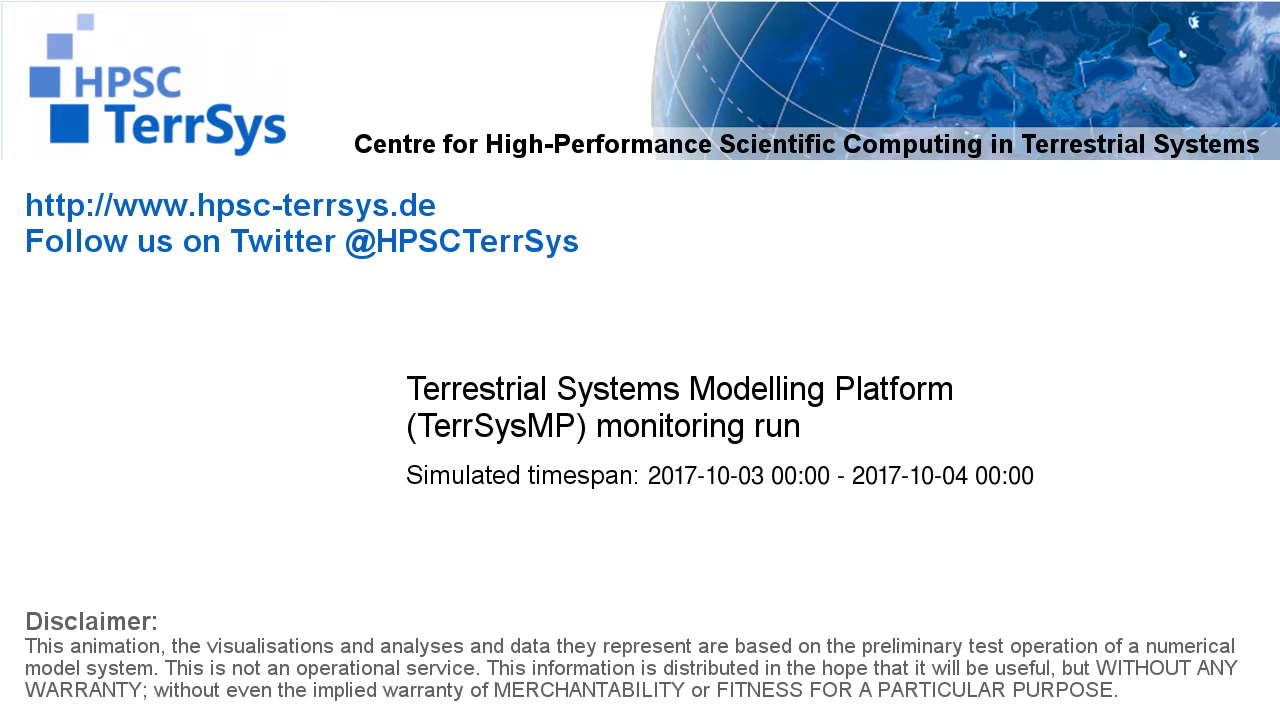 HPSC
TerrSys
Centre for High-Performance Scientific Computing in Terrestrial Systems
http://www.hpsc-terrsys.de
Follow us on Twitter @HPSCTerrSys
Terrestrial Systems Modelling Platform
(TerrSysMP) monitoring run
Simulated timespan: 2017-10-03 00:00 - 2017-10-04 00:00
Disclaimer:
This animation, the visualisations and analyses and data they represent are based on the preliminary test operation of a numerical
model system. This is not an operational service. This information is distributed in the hope that it will be useful, but WITHOUT ANY
WARRANTY; without even the implied warranty of MERCHANTABILITY or FITNESS FOR A PARTICULAR PURPOSE.